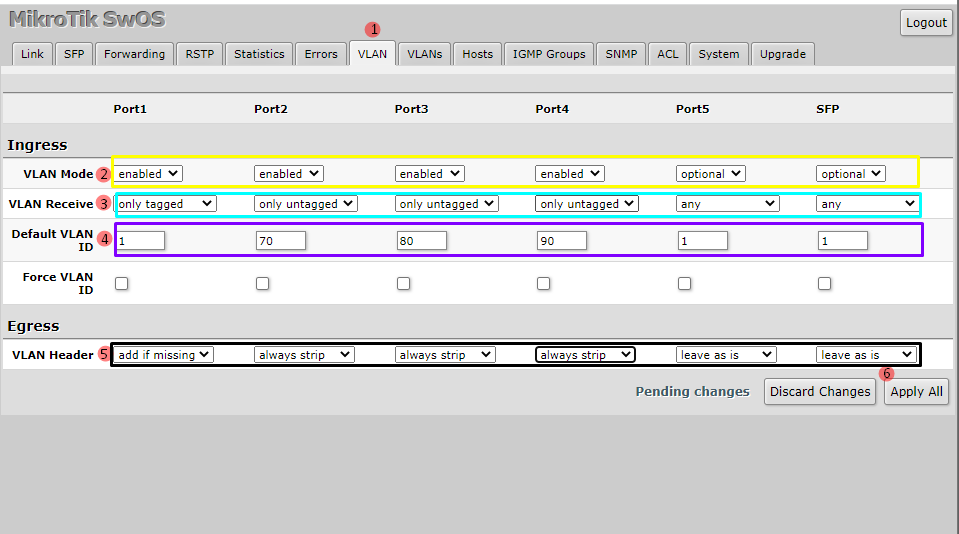 MikroTik SwOS
Logout
1
Link SFP Forwarding RSTP Statistics Errors VLAN VLANs Hosts IGMP Groups SNMP ACL System Upgrade
Port1 Port2 Port3 Port4 Port5 SFP
Ingress
VLAN Mode 2 enabled enabled enabled enabled optional optional
VLAN Receive 3 only tagged only untagged only untagged only untagged any any
Default VLAN
ID 4 1 70 80 90 1 1
Force VLAN
ID
Egress
VLAN Header 5 add if missing always strip always strip always strip leave as is leave as is
6
Pending changes Discard Changes Apply All